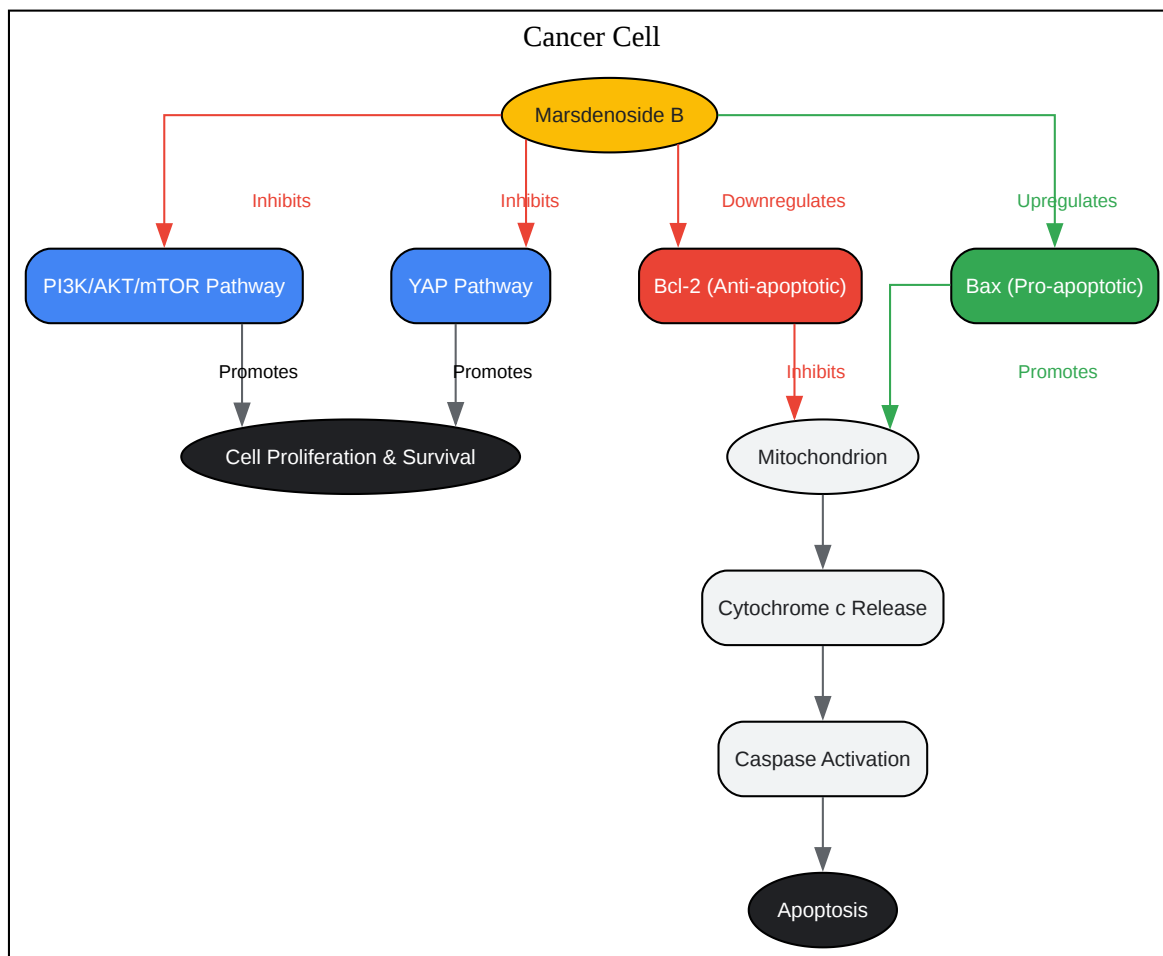 Cancer Cell
Marsdenoside B
Inhibits
Inhibits
Downregulates
Upregulates
PI3K/AKT/mTOR Pathway
YAP Pathway
Bcl-2 (Anti-apoptotic)
Bax (Pro-apoptotic)
Promotes
Promotes
Inhibits
Promotes
Cell Proliferation & Survival
Mitochondrion
Cytochrome c Release
Caspase Activation
Apoptosis